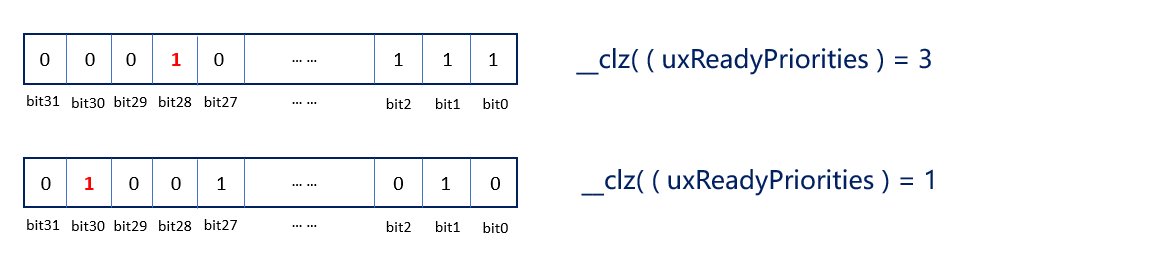 0 0 0 1 0 ... ... 1 1 1 __clz( ( uxReadyPriorities ) = 3
bit31 bit30 bit29 bit28 bit27 ... ... bit2 bit1 bit0
0 1 0 0 1 ... ... 0 1 0 __clz( ( uxReadyPriorities ) = 1
bit31 bit30 bit29 bit28 bit27 ... ... bit2 bit1 bit0